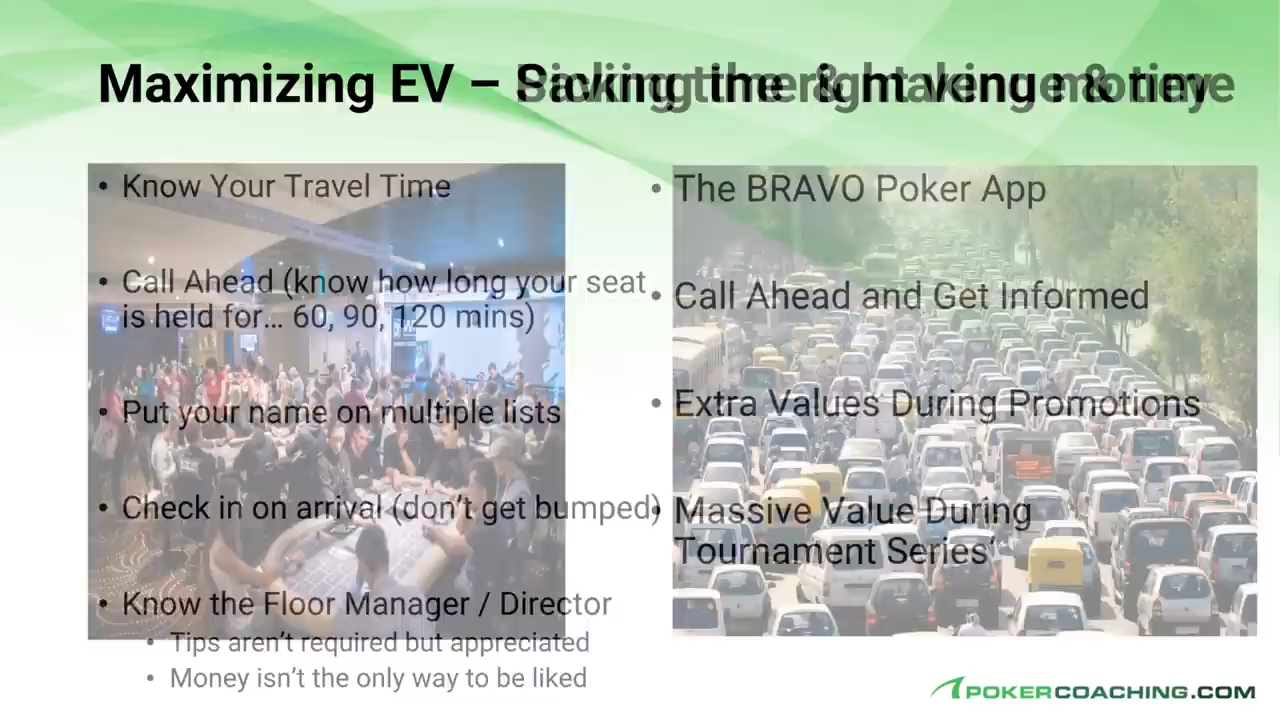 Maximizing EV –
• Know Your Travel Time
• Call Ahead (know how long your seat
is held for... 60, 90, 120 mins)
• Put your name on multiple lists
• Check in on arrival (don't get bumped)
• Know the Floor Manager / Director
• Tips aren't required but appreciated
• Money isn't the only way to be liked
• The BRAVO Poker App
• Call Ahead and Get Informed
• Extra Values During Promotions
• Massive Value During
Tournament Series'
POKERCOACHING.COM